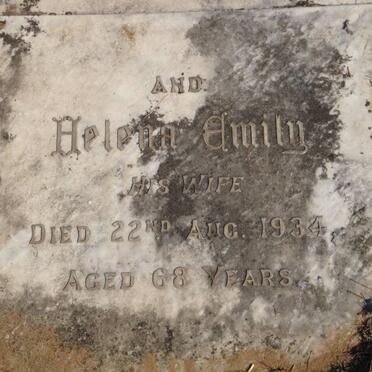 AND
Helena Emily
HIS WIFE
DIED 22ND AUG. 1934
AGED 68 YEARS